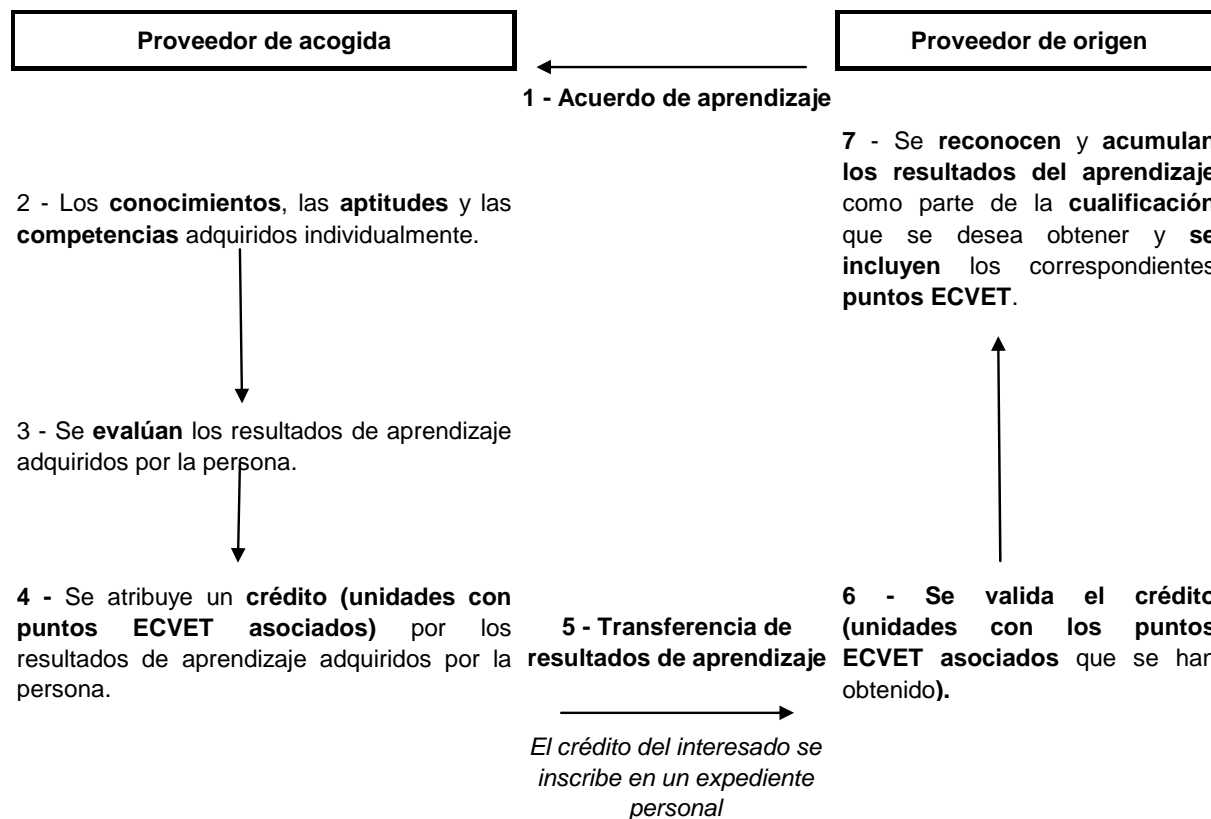 Proveedor de acogida
Proveedor de origen
1 - Acuerdo de aprendizaje
2 - Los conocimientos, las aptitudes y las
competencias adquiridos individualmente.
3 - Se evalúan los resultados de aprendizaje
adquiridos por la persona.
4 - Se atribuye un crédito (unidades con
puntos ECVET asociados) por los
resultados de aprendizaje adquiridos por la
persona.
5 - Transferencia de
resultados de aprendizaje
El crédito del interesado se
inscribe en un expediente
personal
6 - Se valida el crédito
(unidades con los puntos
ECVET asociados que se han
obtenido).
7 - Se reconocen y acumulan
los resultados del aprendizaje
como parte de la cualificación
que se desea obtener y se
incluyen los correspondientes
puntos ECVET.